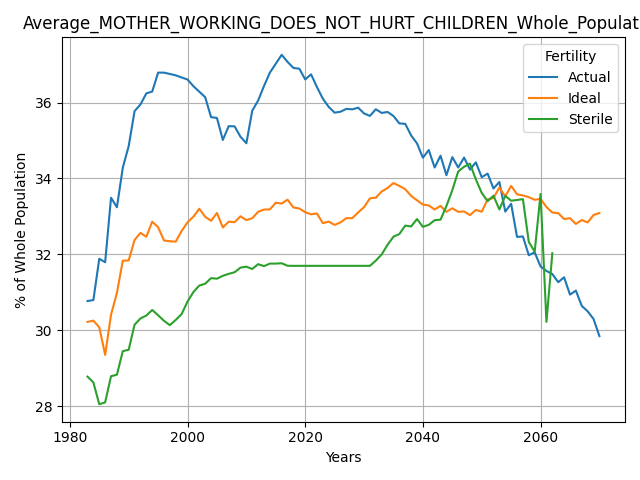 Average_MOTHER_WORKING_DOES_NOT_HURT_CHILDREN_Whole_Populat
Fertility
Actual
Ideal
Sterile
% of Whole Population
36
34
32
30
28
1980
2000
2020
2040
2060
Years